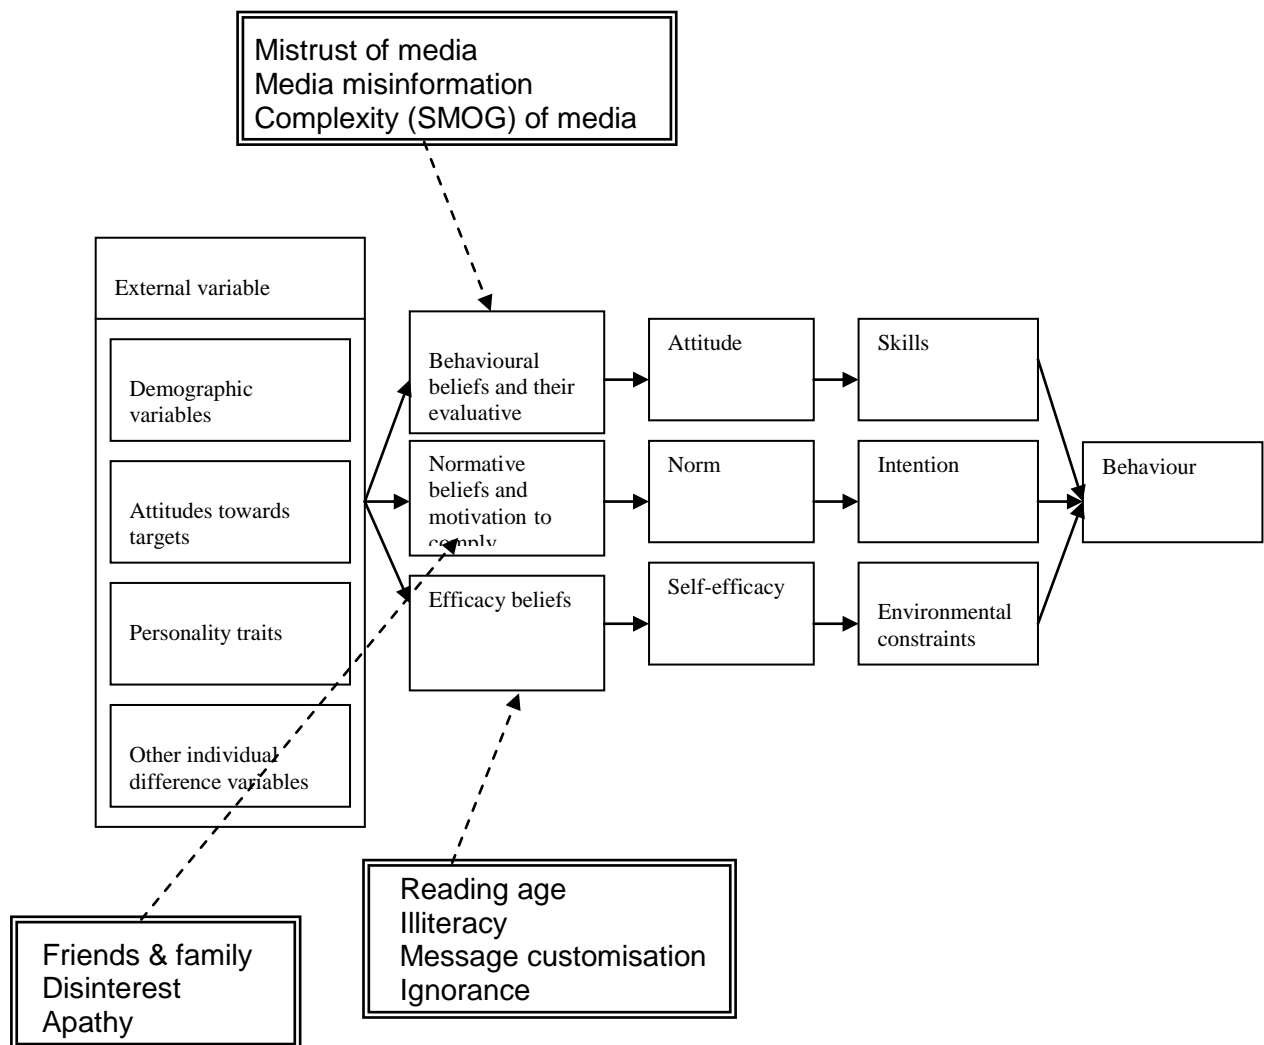 Mistrust of media
Media misinformation
Complexity (SMOG) of media
External variable
Demographic
variables
Attitudes towards
targets
Personality traits
Other individual
difference variables
Behavioural
beliefs and their
evaluative
Normative
beliefs and
motivation to
comply
Efficacy beliefs
Attitude
Norm
Self-efficacy
Skills
Intention
Environmental
constraints
Behaviour
Friends & family
Disinterest
Apathy
Reading age
Illiteracy
Message customisation
Ignorance